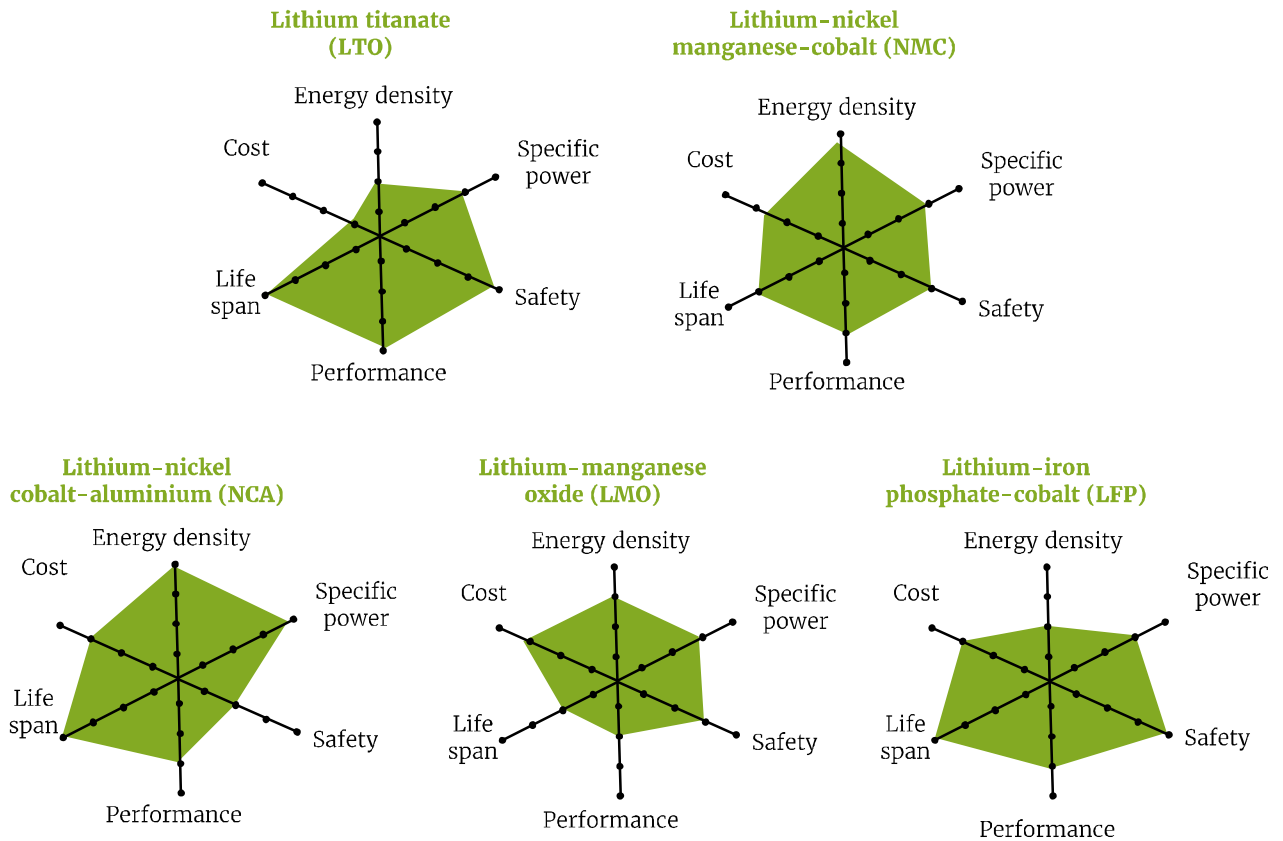 Lithium titanate
(LTO)
Energy density
Cost
Specific
power
Life
span
Safety
Performance
Lithium-nickel
manganese-cobalt (NMC)
Energy density
Cost
Specific
power
Life
span
Safety
Performance
Lithium-nickel
cobalt-aluminium (NCA)
Energy density
Cost
Specific
power
Life
span
Safety
Performance
Lithium-manganese
oxide (LMO)
Energy density
Cost
Specific
power
Life
span
Safety
Performance
Lithium-iron
phosphate-cobalt (LFP)
Energy density
Cost
Specific
power
Life
span
Safety
Performance